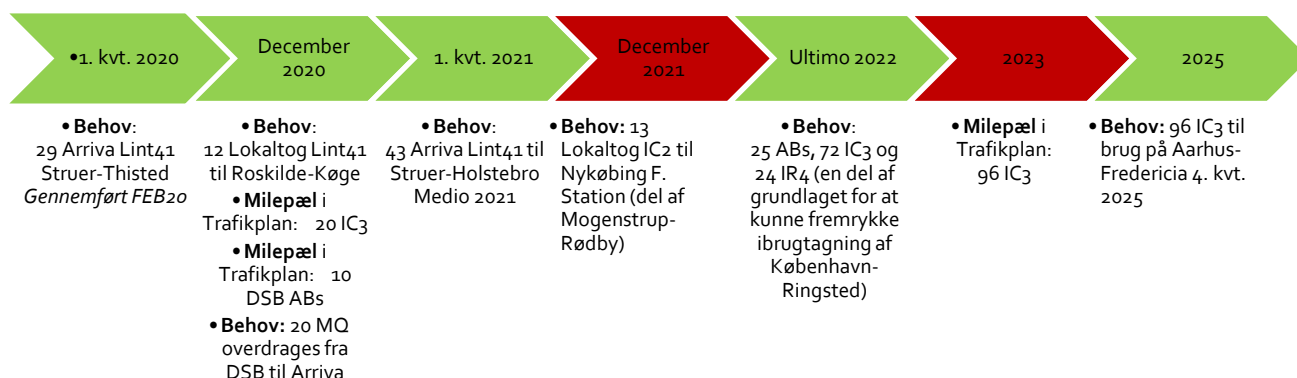 •1. kvt. 2020
December
2020
1. kvt. 2021
December
2021
Ultimo 2022
2023
2025
• Behov:
29 Arriva Lint41
Struer-Thisted
Gennemført FEB20
• Behov:
12 Lokaltog Lint41
til Roskilde-Køge
• Milepæl i
Trafikplan: 20 IC3
• Milepæl i
Trafikplan: 10
DSB ABs
• Behov: 20 MQ
overdrages fra
DSB til Arriva
• Behov:
43 Arriva Lint41 til
Struer-Holstebro
Medio 2021
• Behov: 13
Lokaltog IC2 til
Nykøbing F.
Station (del af
Mogenstrup-
Rødby)
• Behov:
25 ABs, 72 IC3 og
24 IR4 (en del af
grundlaget for at
kunne fremrykke
ibrugtagning af
København-
Ringsted)
• Milepæl i
Trafikplan:
96 IC3
• Behov: 96 IC3 til
brug på Aarhus-
Fredericia 4. kvt.
2025